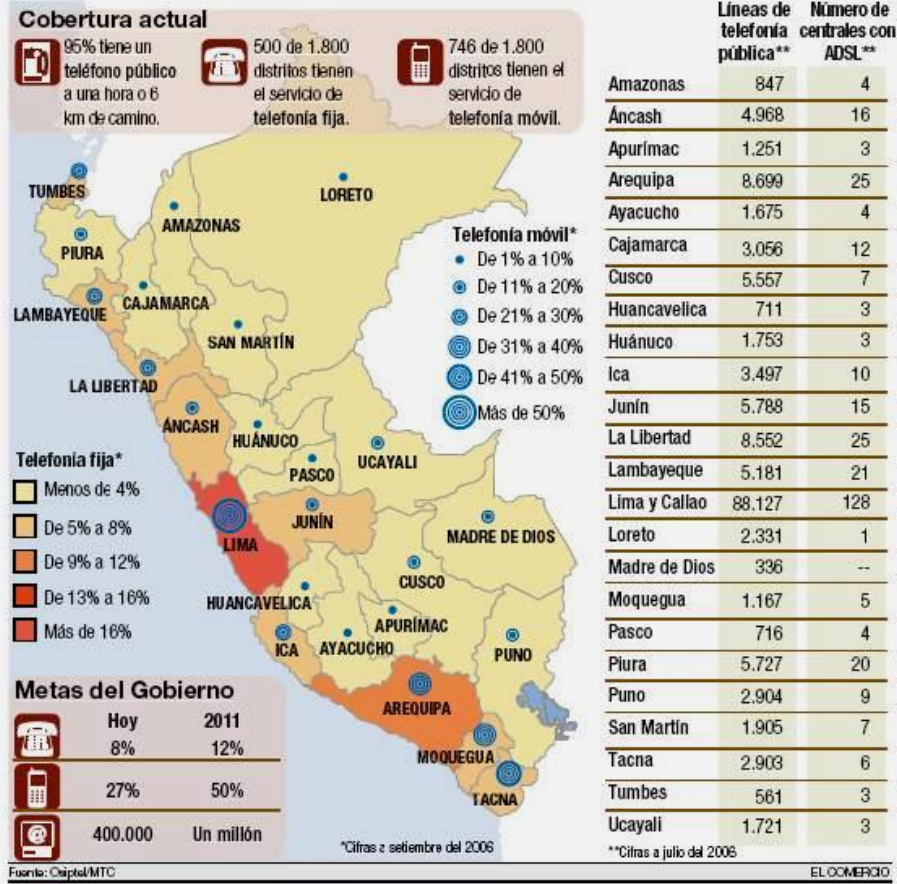 Cobertura actual
95% tiene un
teléfono público
a una hora o 6
km de camino.
500 de 1.800
distritos tienen
el servicio de
telefonía fija.
746 de 1.800
distritos tienen el
servicio de
telefonía móvil.
TUMBES
PIURA
LAMBAYEQUE
AMAZONAS
CAJAMARCA
LORETO
SAN MARTÍN
LA LIBERTAD
ÁNCASH
HUÁNUCO
PASCO
UCAYALI
LIMA
JUNÍN
MADRE DE DIOS
HUANCAVELICA
CUSCO
ICA
AYACUCHO
APURÍMAC
PUNO
AREQUIPA
MOQUEGUA
TACNA
Telefonía móvil*
De 1% a 10%
De 11% a 20%
De 21% a 30%
De 31% a 40%
De 41% a 50%
Más de 50%
Telefonía fija*
Menos de 4%
De 5% a 8%
De 9% a 12%
De 13% a 16%
Más de 16%
Metas del Gobierno
Hoy 2011
8% 12%
27% 50%
400.000 Un millón
*Cifras a setiembre del 2006
Líneas de telefonía pública** Número de centrales con ADSL**
Amazonas 847 4
Áncash 4.968 16
Apurímac 1.251 3
Arequipa 8.699 25
Ayacucho 1.675 4
Cajamarca 3.056 12
Cusco 5.557 7
Huancavelica 711 3
Huánuco 1.753 3
Ica 3.497 10
Junín 5.788 15
La Libertad 8.552 25
Lambayeque 5.181 21
Lima y Callao 88.127 128
Loreto 2.331 1
Madre de Dios 336 --
Moquegua 1.167 5
Pasco 716 4
Piura 5.727 20
Puno 2.904 9
San Martín 1.905 7
Tacna 2.903 6
Tumbes 561 3
Ucayali 1.721 3
**Cifras a julio del 2006
Fuente: Osiptel/MTC
EL COMERCIO